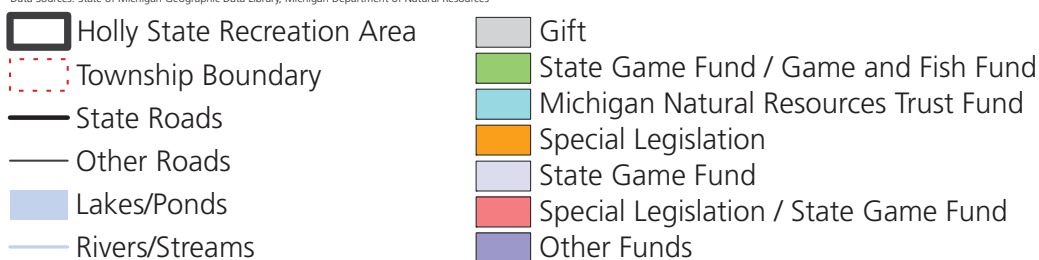 Data Sources: State of Michigan Geographic Data Library, Michigan Department of Natural Resources
Holly State Recreation Area
Township Boundary
State Roads
Other Roads
Lakes/Ponds
Rivers/Streams
Gift
State Game Fund / Game and Fish Fund
Michigan Natural Resources Trust Fund
Special Legislation
State Game Fund
Special Legislation / State Game Fund
Other Funds